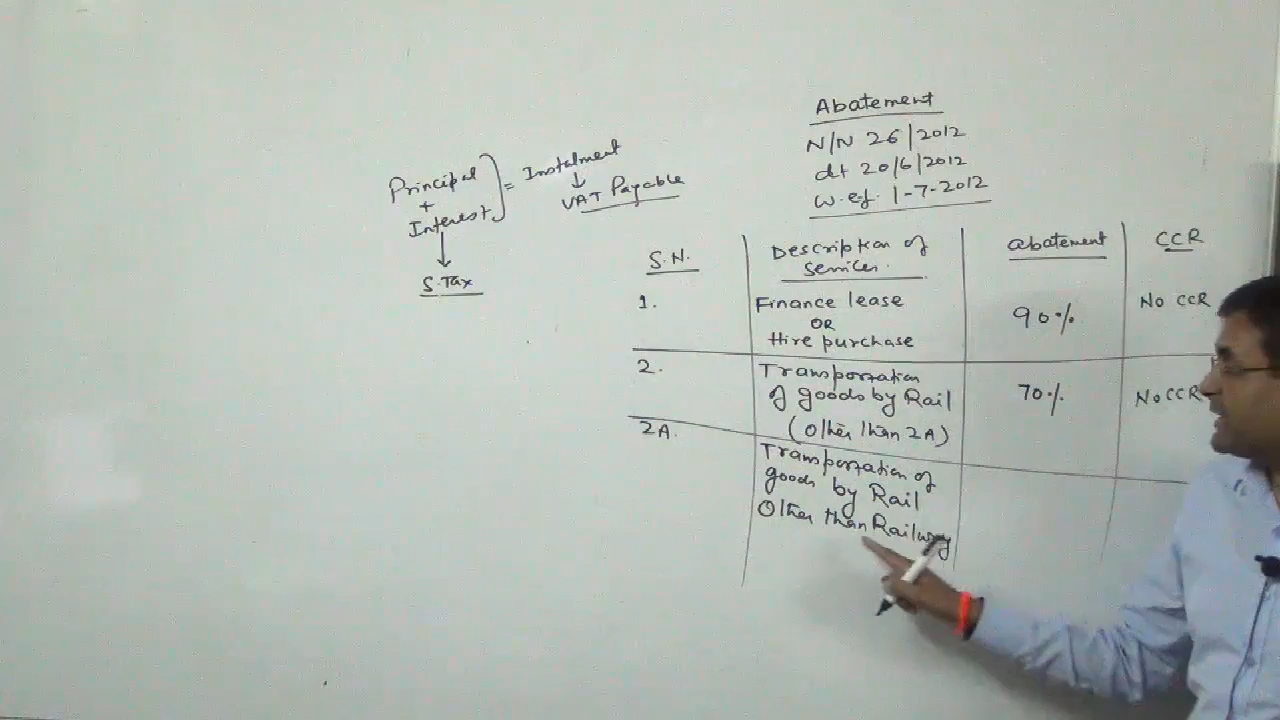 Abatement
N/N 26/2012
dt 20/6/2012
w.e.f. 1-7-2012
Principal
+
Interest
= Instalment
VAT Payable
S.Tax
S.N. Description of services. abatement CCR
1. Finance lease
OR
Hire purchase
90% No CCR
2. Transportation
of goods by Rail
(Other than 2A)
70% No CCR
2A. Transportation of
goods by Rail
Other than Railway